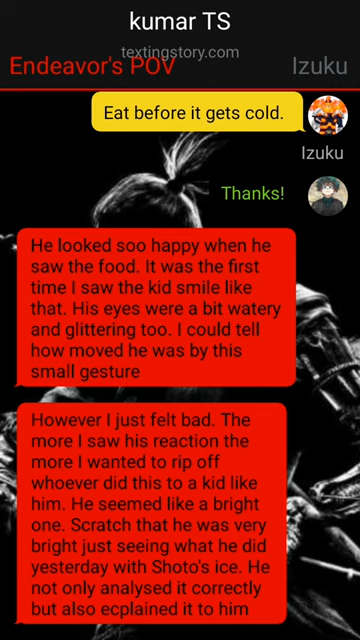 kumar TS
textingstory.com
Endeavor's POV
Izuku
Eat before it gets cold.
Izuku
Thanks!
He looked soo happy when he
saw the food. It was the first
time I saw the kid smile like
that. His eyes were a bit watery
and glittering too. I could tell
how moved he was by this
small gesture
However I just felt bad. The
more I saw his reaction the
more I wanted to rip off
whoever did this to a kid like
him. He seemed like a bright
one. Scratch that he was very
bright just seeing what he did
yesterday with Shoto's ice. He
not only analysed it correctly
but also ecplained it to him